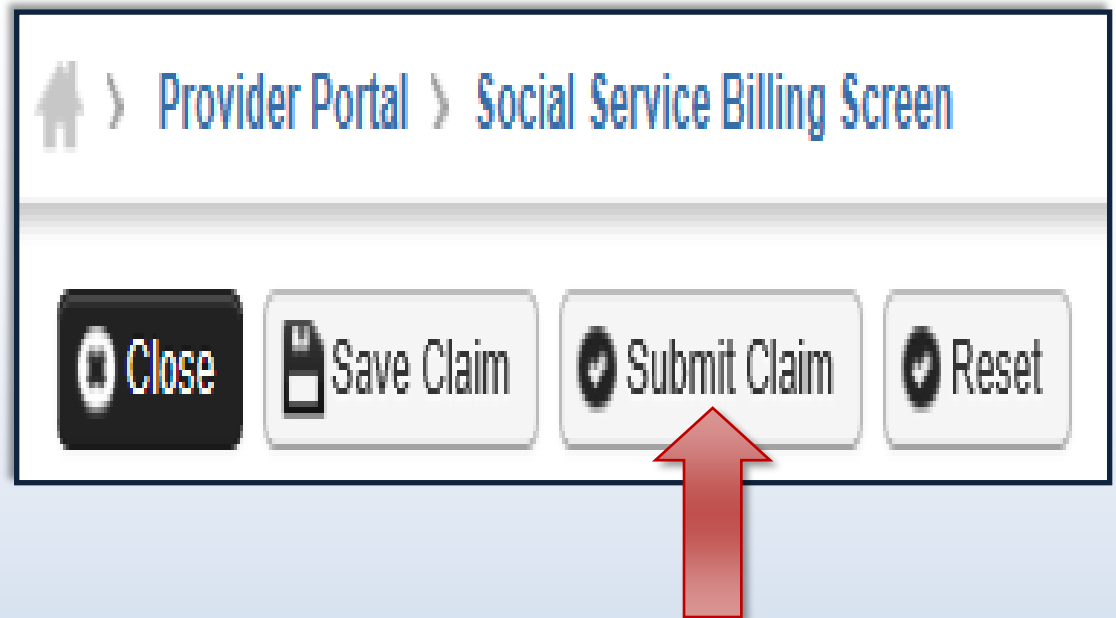 > Provider Portal > Social Service Billing Screen
Close Save Claim Submit Claim Reset